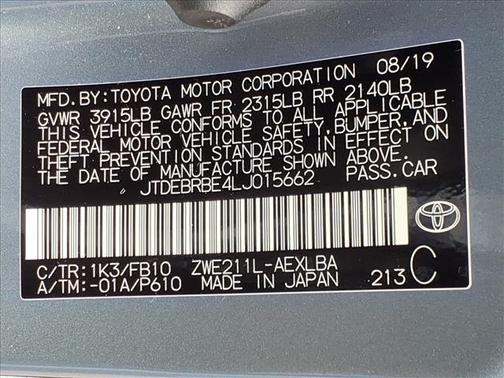 MFD.BY:TOYOTA MOTOR CORPORATION 08/19
GVWR 3915LB GAWR FR 2315LB RR 2140LB
THIS VEHICLE CONFORMS TO ALL APPLICABLE
FEDERAL MOTOR VEHICLE SAFETY,BUMPER,AND
THEFT PREVENTION STANDARDS IN EFFECT
ON THE DATE OF MANUFACTURE SHOWN ABOVE.
JTDEBRBE4LJ015662 PASS.CAR
C/TR:1K3/FB10 ZWE211L-AEXLBA
A/TM:-01A/P610 MADE IN JAPAN 213 C